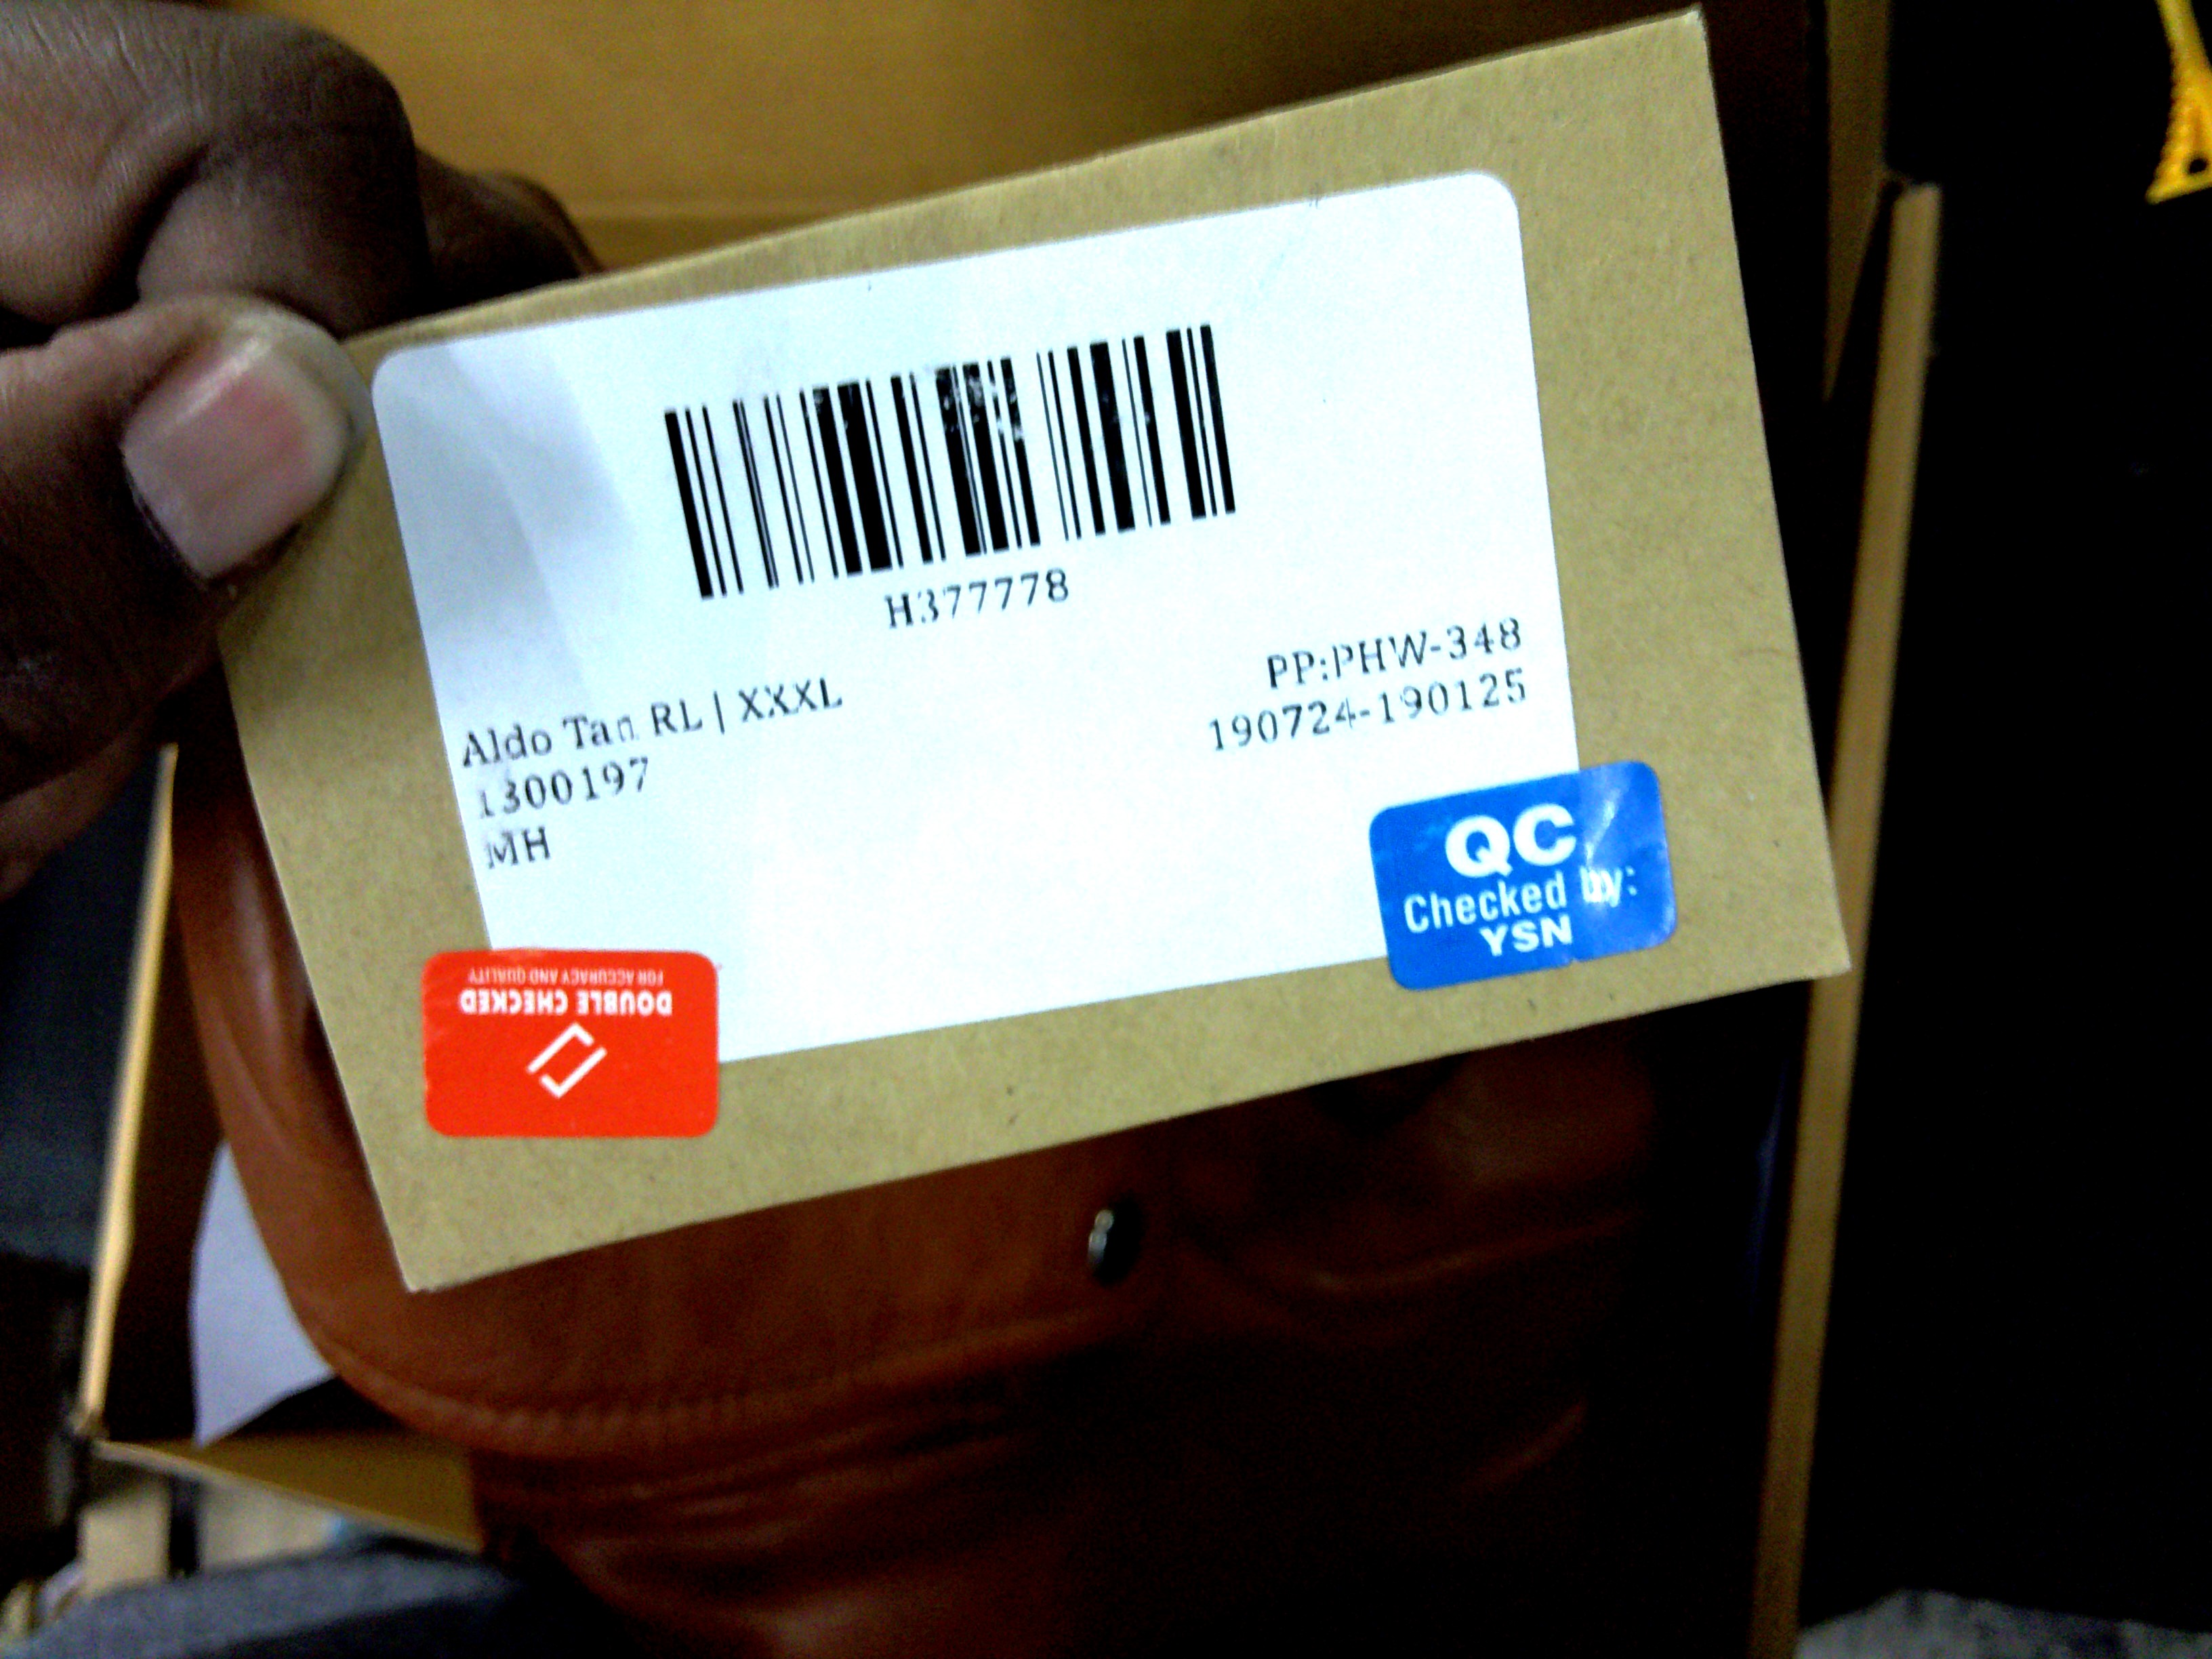 H377778
PP:PHW-348
190724-190125
Aldo Tan RL | XXXL
1300197
MH
QC
Checked by:
YSN
DOUBLE CHECKED
FOR ACCURACY AND QUALITY